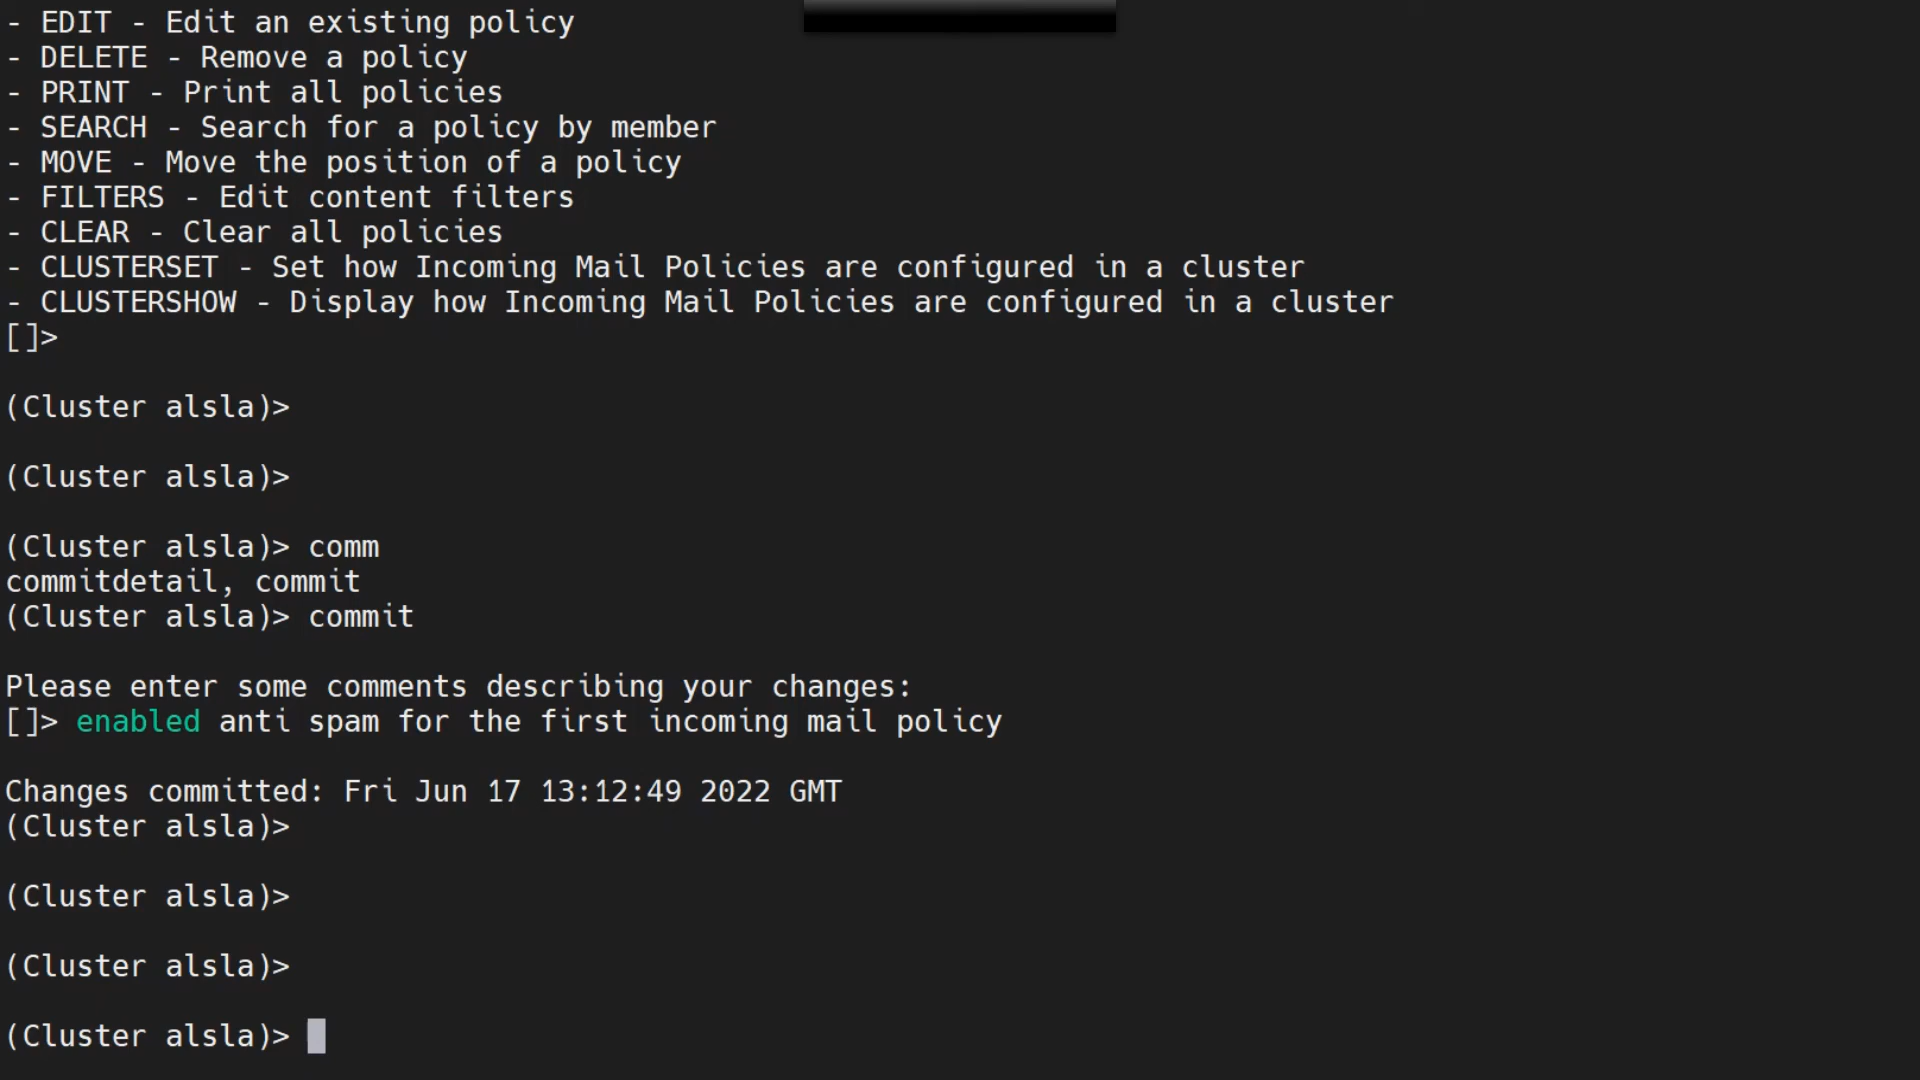 - EDIT - Edit an existing policy
- DELETE - Remove a policy
- PRINT - Print all policies
- SEARCH - Search for a policy by member
- MOVE - Move the position of a policy
- FILTERS - Edit content filters
- CLEAR - Clear all policies
- CLUSTERSET - Set how Incoming Mail Policies are configured in a cluster
- CLUSTERSHOW - Display how Incoming Mail Policies are configured in a cluster
[]>
(Cluster alsla)>
(Cluster alsla)>
(Cluster alsla)> comm
commitdetail, commit
(Cluster alsla)> commit
Please enter some comments describing your changes:
[]> enabled anti spam for the first incoming mail policy
Changes committed: Fri Jun 17 13:12:49 2022 GMT
(Cluster alsla)>
(Cluster alsla)>
(Cluster alsla)>
(Cluster alsla)>